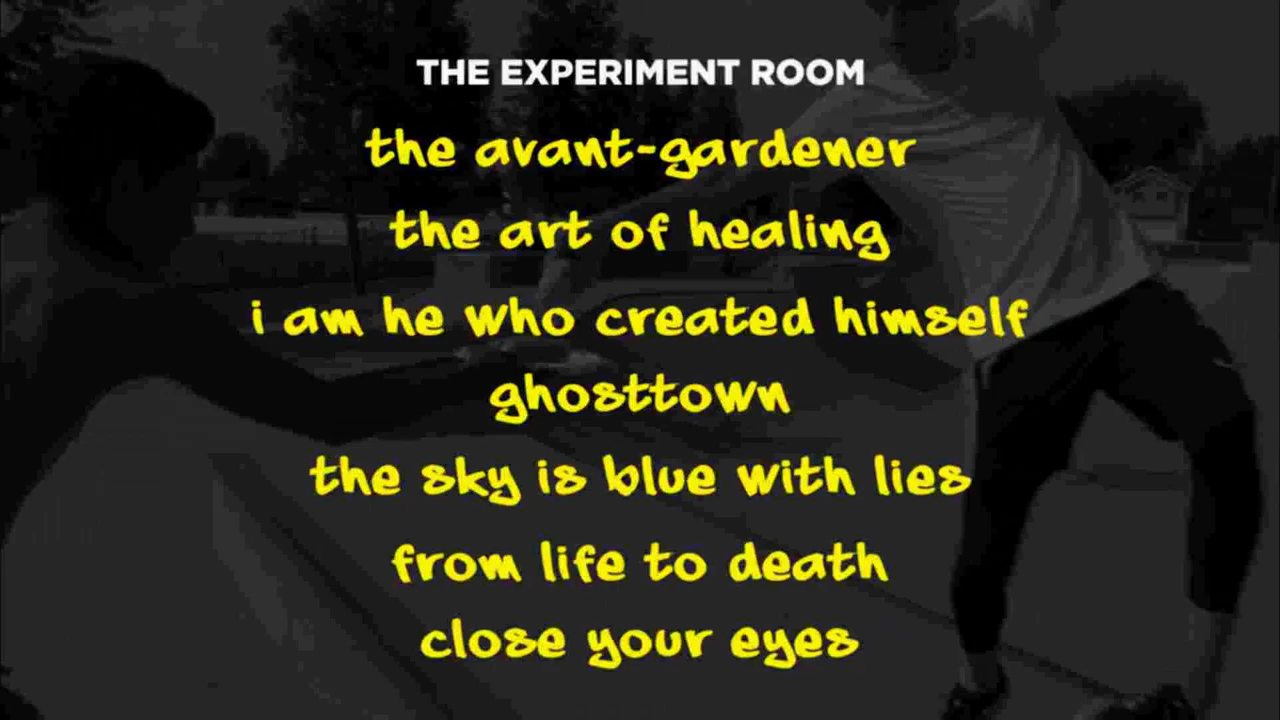 THE EXPERIMENT ROOM
the avant-gardener
the art of healing
i am he who created himself
ghosttown
the sky is blue with lies
from life to death
close your eyes